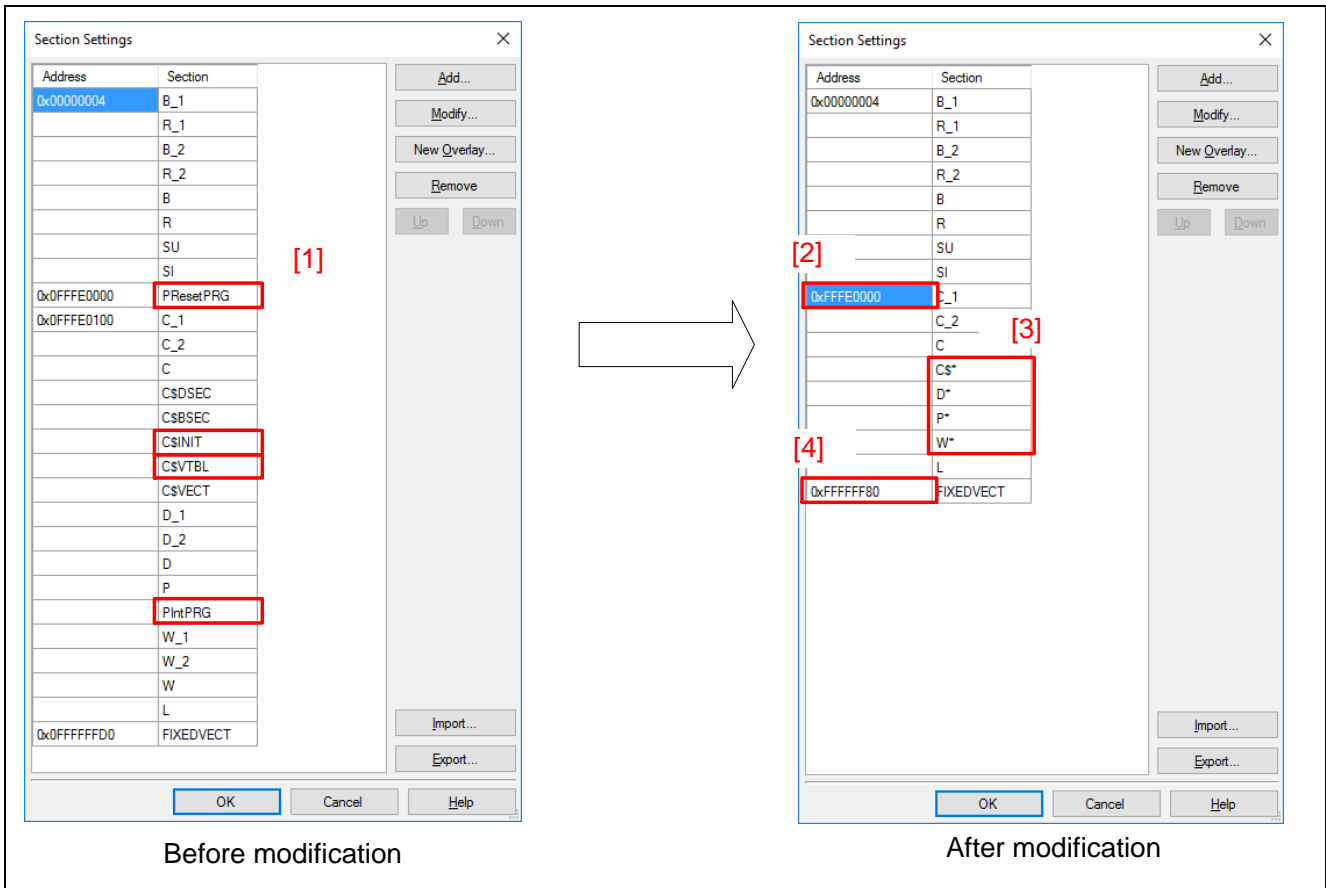 Section Settings
Address Section
0x00000004 B_1
R_1
B_2
R_2
B
R
SU
SI
0x0FFFE0000 PResetPRG
0x0FFFE0100 C_1
C_2
C
C$DSEC
C$BSEC
C$INIT
C$VTBL
C$VECT
D_1
D_2
D
P
PIntPRG
W_1
W_2
W
L
0x0FFFFFFD0 FIXEDVECT
[1]
Add...
Modify...
New Overlay...
Remove
Up Down
Import...
Export...
OK Cancel Help
Before modification
Section Settings
Address Section
0x00000004 B_1
R_1
B_2
R_2
B
R
SU
[2]
SI
0xFFFE0000 C_1
C_2
[3]
C
C$*
D*
P*
W*
[4]
L
0xFFFFFF80 FIXEDVECT
Add...
Modify...
New Overlay...
Remove
Up Down
Import...
Export...
OK Cancel Help
After modification